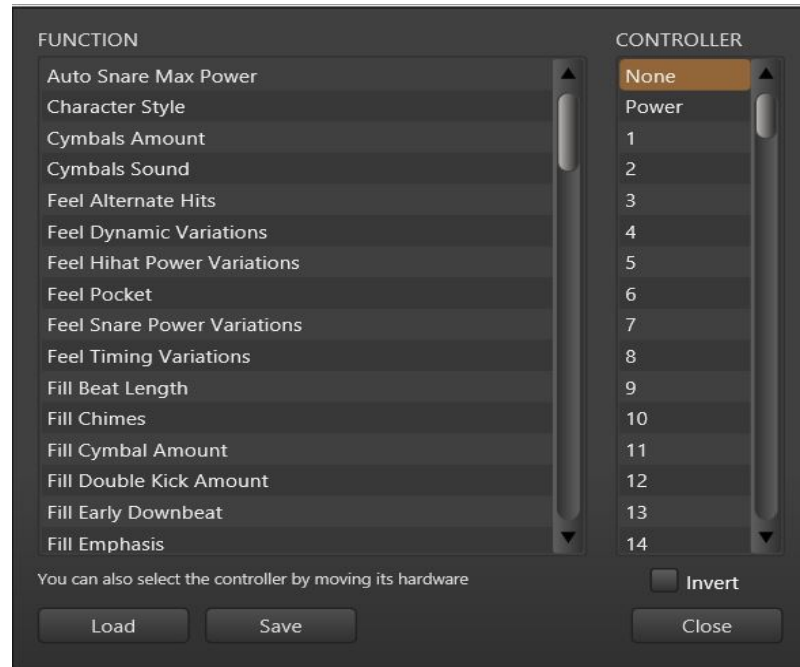 FUNCTION
Auto Snare Max Power
Character Style
Cymbals Amount
Cymbals Sound
Feel Alternate Hits
Feel Dynamic Variations
Feel Hihat Power Variations
Feel Pocket
Feel Snare Power Variations
Feel Timing Variations
Fill Beat Length
Fill Chimes
Fill Cymbal Amount
Fill Double Kick Amount
Fill Early Downbeat
Fill Emphasis
You can also select the controller by moving its hardware
Load
Save
CONTROLLER
None
Power
1
2
3
4
5
6
7
8
9
10
11
12
13
14
Invert
Close